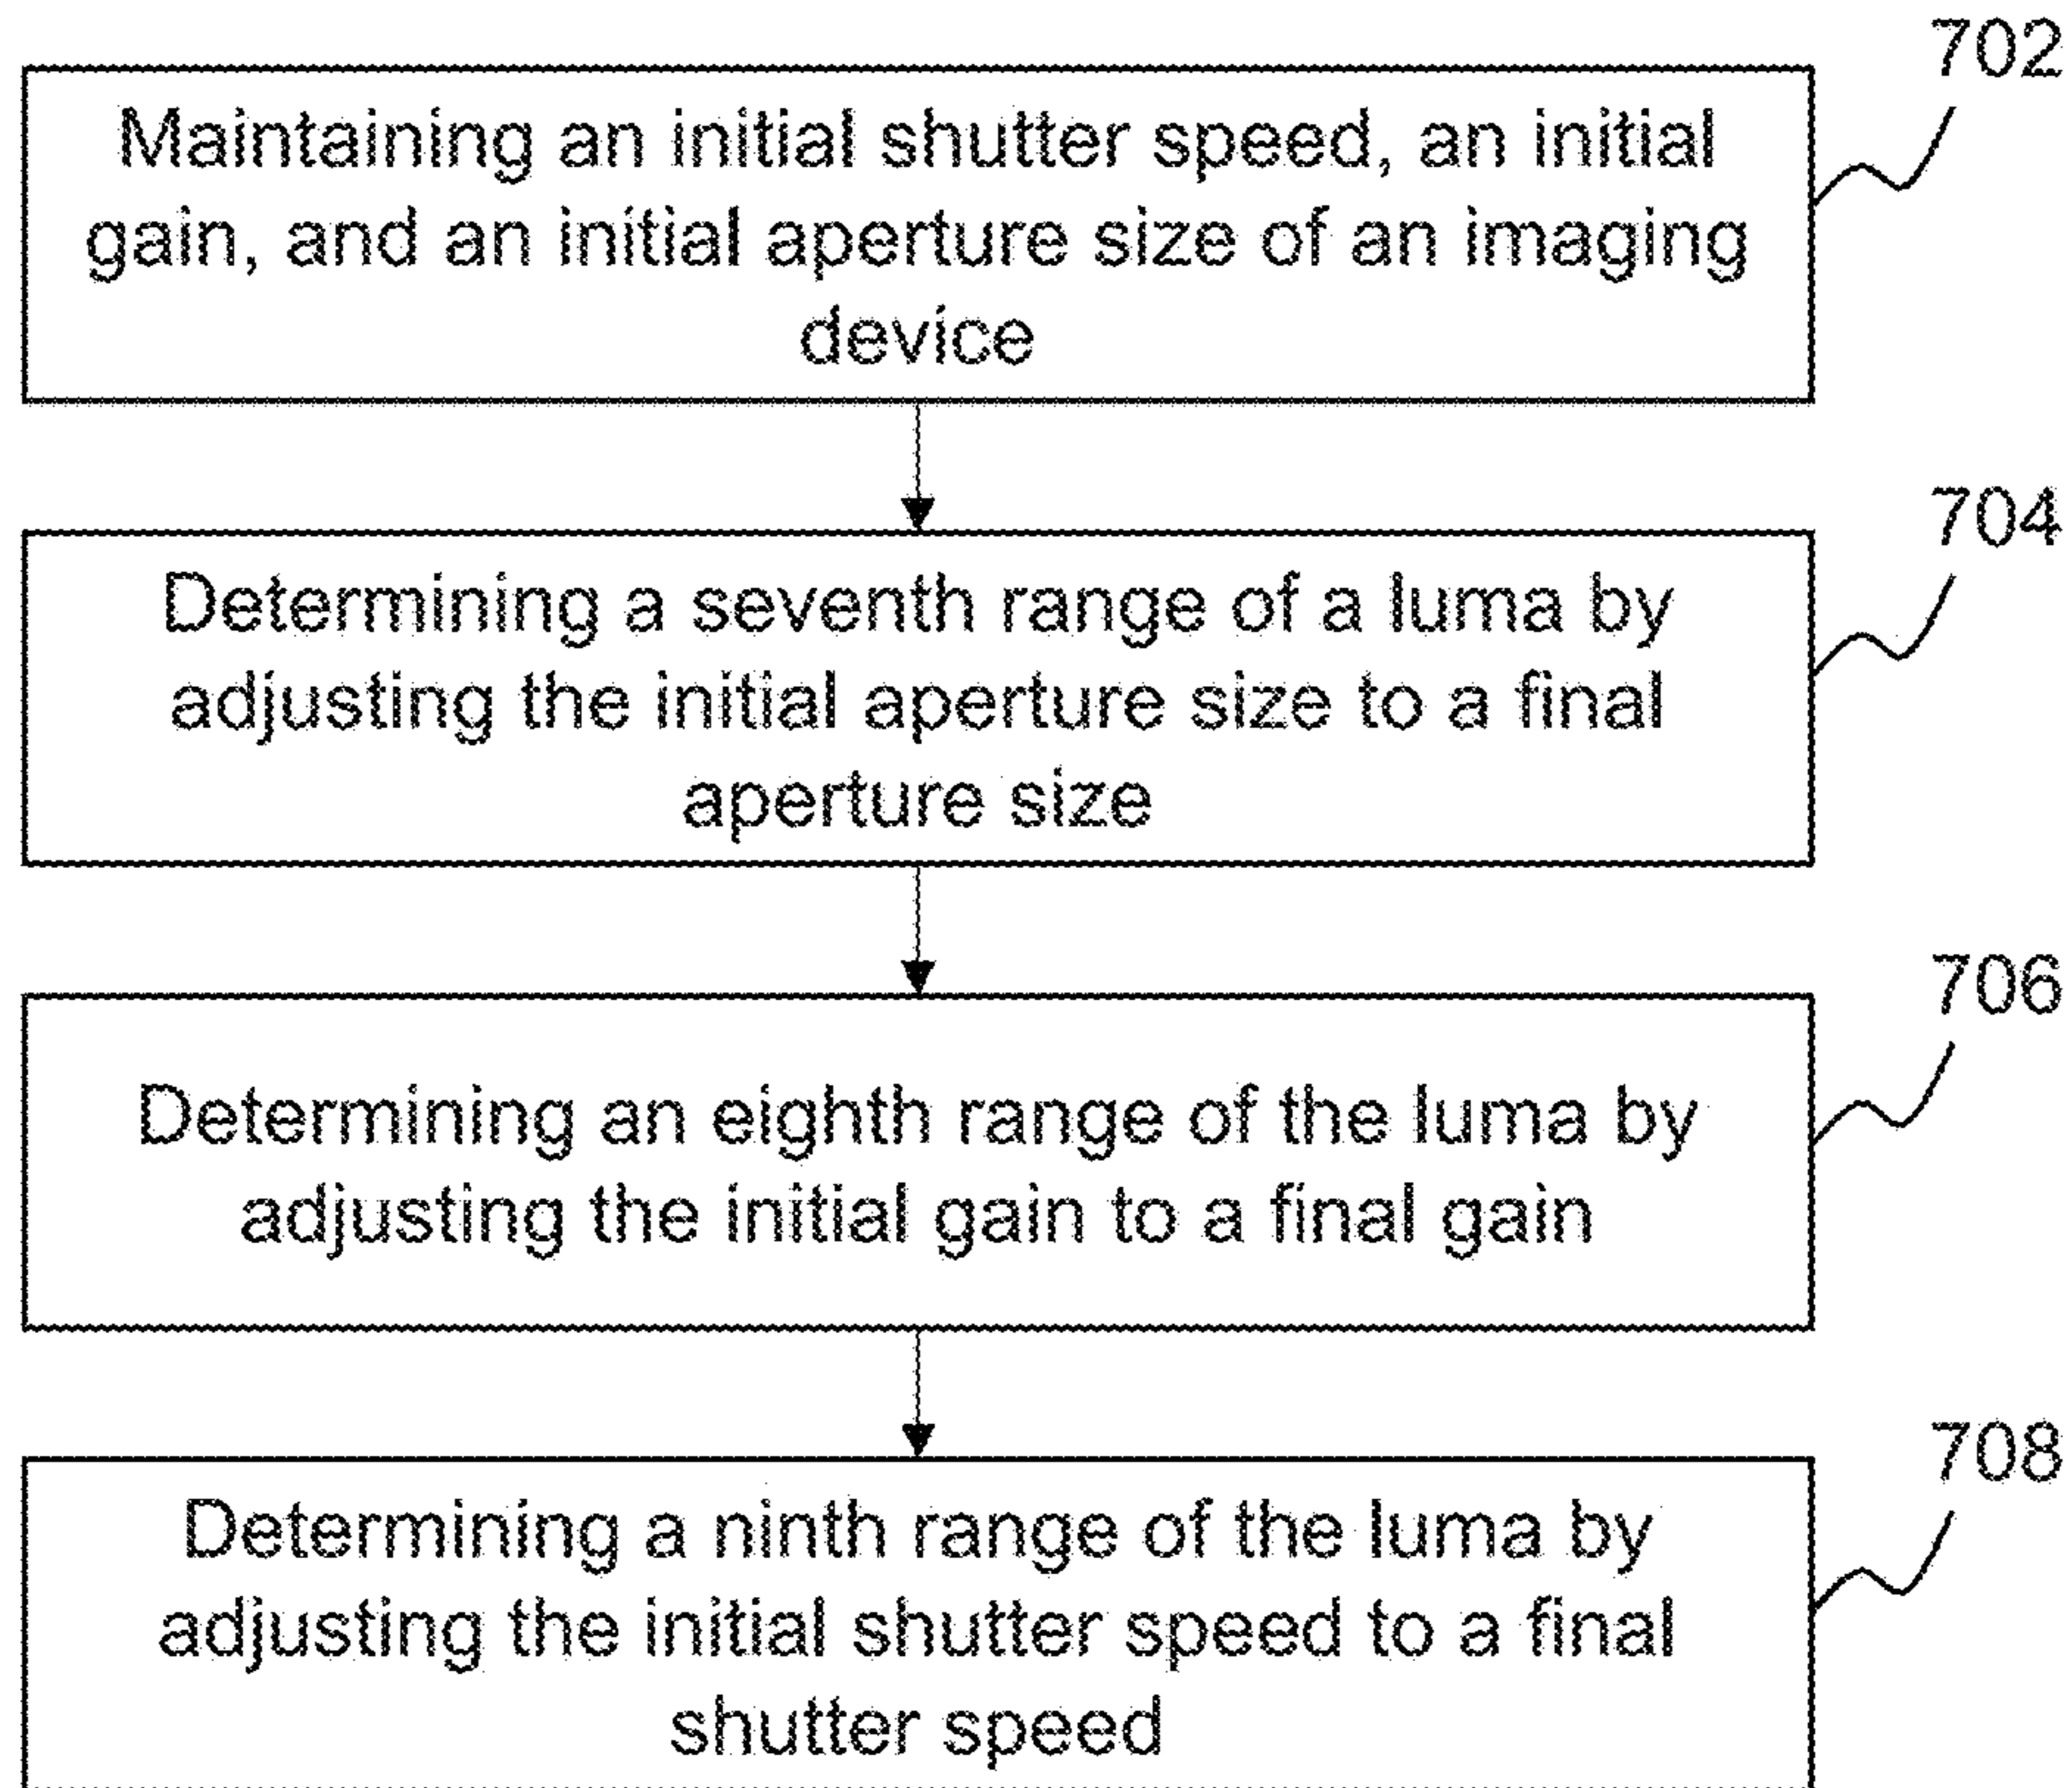 702
Maintaining an initial shutter speed, an initial
gain, and an initial aperture size of an imaging
device
704
Determining a seventh range of a luma by
adjusting the initial aperture size to a final
aperture size
706
Determining an eighth range of the luma by
adjusting the initial gain to a final gain
708
Determining a ninth range of the luma by
adjusting the initial shutter speed to a final
shutter speed